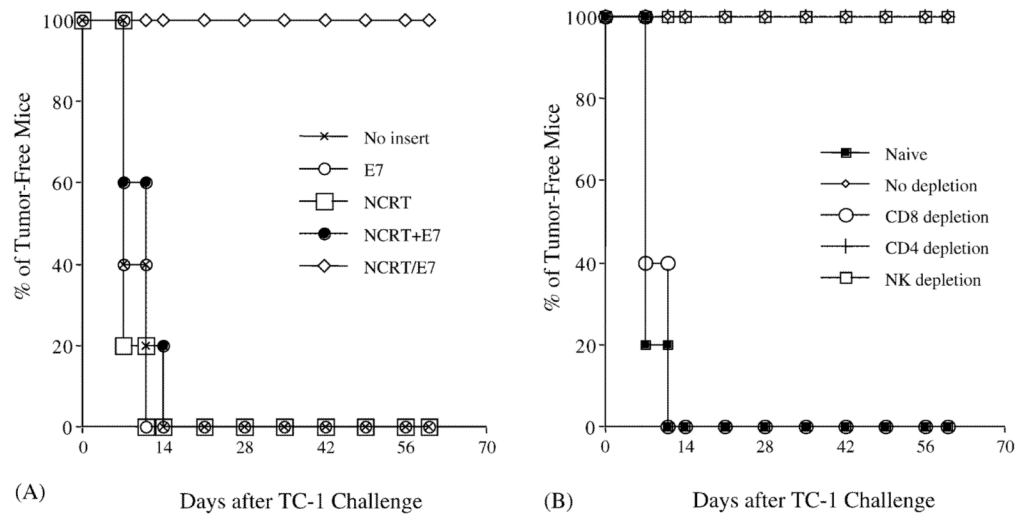 % of Tumor-Free Mice
100
80
60
40
20
0
0 14 28 42 56 70
No insert
E7
NCRT
NCRT+E7
NCRT/E7
(A)
Days after TC-1 Challenge
% of Tumor-Free Mice
100
80
60
40
20
0
0 14 28 42 56 70
Naive
No depletion
CD8 depletion
CD4 depletion
NK depletion
(B)
Days after TC-1 Challenge